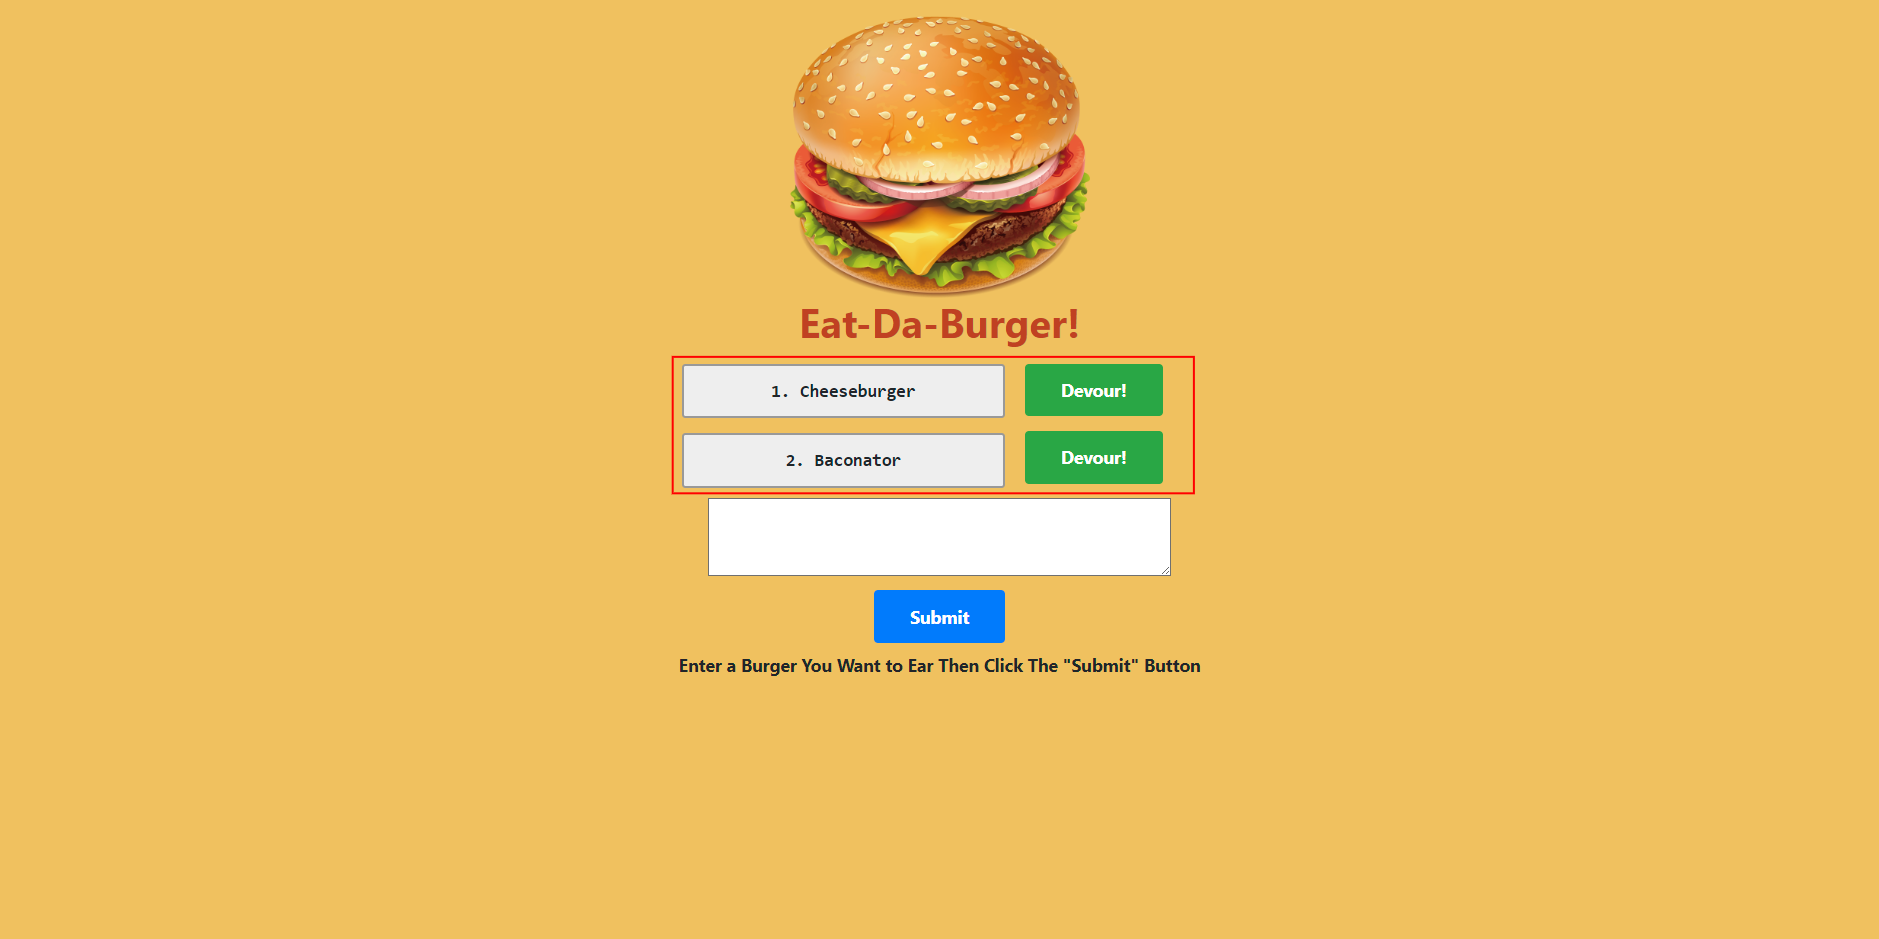 Eat-Da-Burger!
1. Cheeseburger
Devour!
2. Baconator
Devour!
Submit
Enter a Burger You Want to Ear Then Click The "Submit" Button